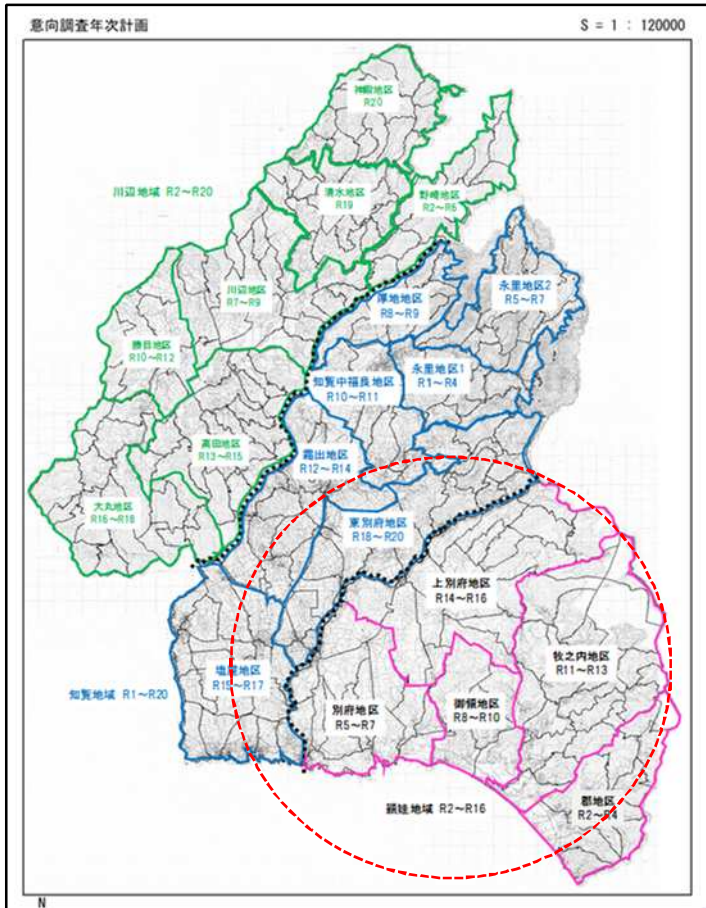 意向調査年次計画
S = 1 : 120000
神殿地区
R20
川辺地域 R2～R20
清水地区
R19
野崎地区
R2～R6
川辺地区
R7～R9
厚地地区
R8～R9
永里地区2
R5～R7
勝目地区
R10～R12
知覧中福良地区
R10～R11
永里地区1
R1～R4
高田地区
R13～R15
霜出地区
R12～R14
大丸地区
R16～R18
東別府地区
R18～R20
上別府地区
R14～R16
牧之内地区
R11～R13
塩屋地区
R15～R17
知覧地域 R1～R20
別府地区
R5～R7
御領地区
R8～R10
頴娃地域 R2～R16
郡地区
R2～R4
N